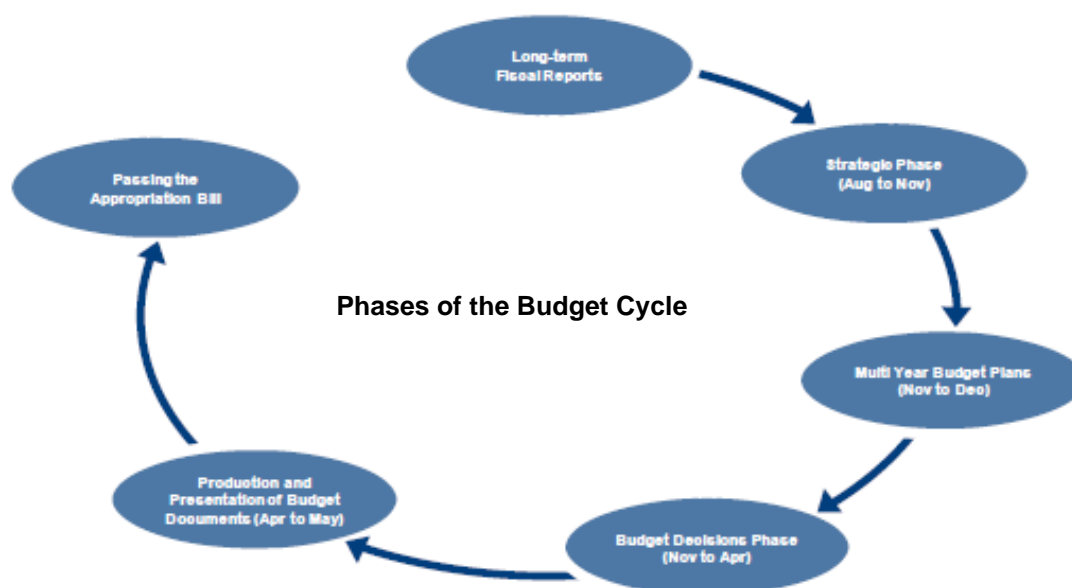 Long-term
Fiscal Reports
Strategic Phase
(Aug to Nov)
Passing the
Appropriation Bill
Phases of the Budget Cycle
Multi Year Budget Plans
(Nov to Dec)
Production and
Presentation of Budget
Documents (Apr to May)
Budget Decisions Phase
(Nov to Apr)